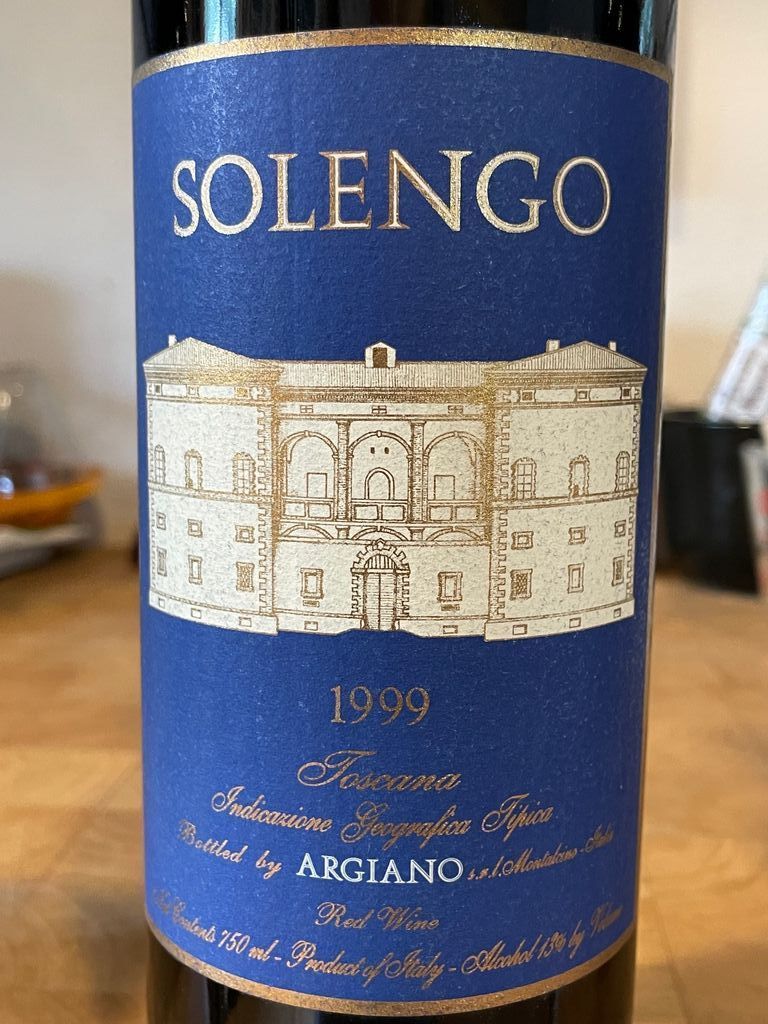 SOLENGO
1999
Toscana
Indicazione Geografica Tipica
Bottled by ARGIANO s.r.l. Montalcino - Italia
Red Wine
Net Contents 750 ml - Product of Italy - Alcohol 13% by Volume